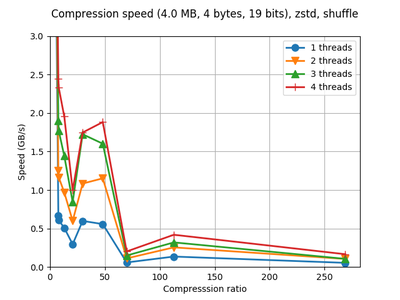 Compression speed (4.0 MB, 4 bytes, 19 bits), zstd, shuffle
3.0
2.5
2.0
1.5
1.0
0.5
0.0
Speed (GB/s)
1 threads
2 threads
3 threads
4 threads
0 50 100 150 200 250
Compresssion ratio